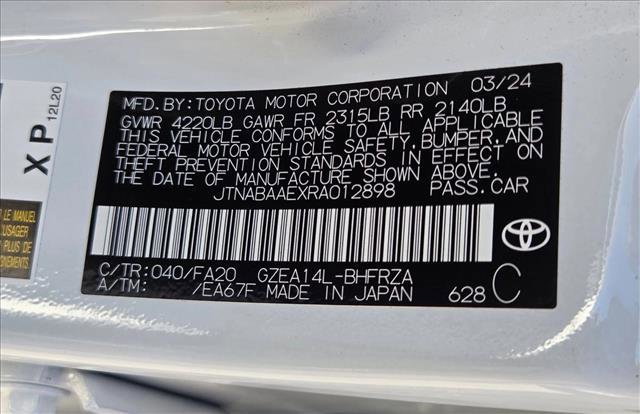 MFD.BY:TOYOTA MOTOR CORPORATION 03/24
GVWR 4220LB GAWR FR 2315LB RR 2140LB
THIS VEHICLE CONFORMS TO ALL APPLICABLE
FEDERAL MOTOR VEHICLE SAFETY,BUMPER,AND
THEFT PREVENTION STANDARDS IN EFFECT ON
THE DATE OF MANUFACTURE SHOWN ABOVE.
JTNABAAEXRA012898 PASS.CAR
C/TR:040/FA20 GZEA14L-BHFRZA
A/TM: /EA67F MADE IN JAPAN 628 C
XP
12L20
LE MANUEL